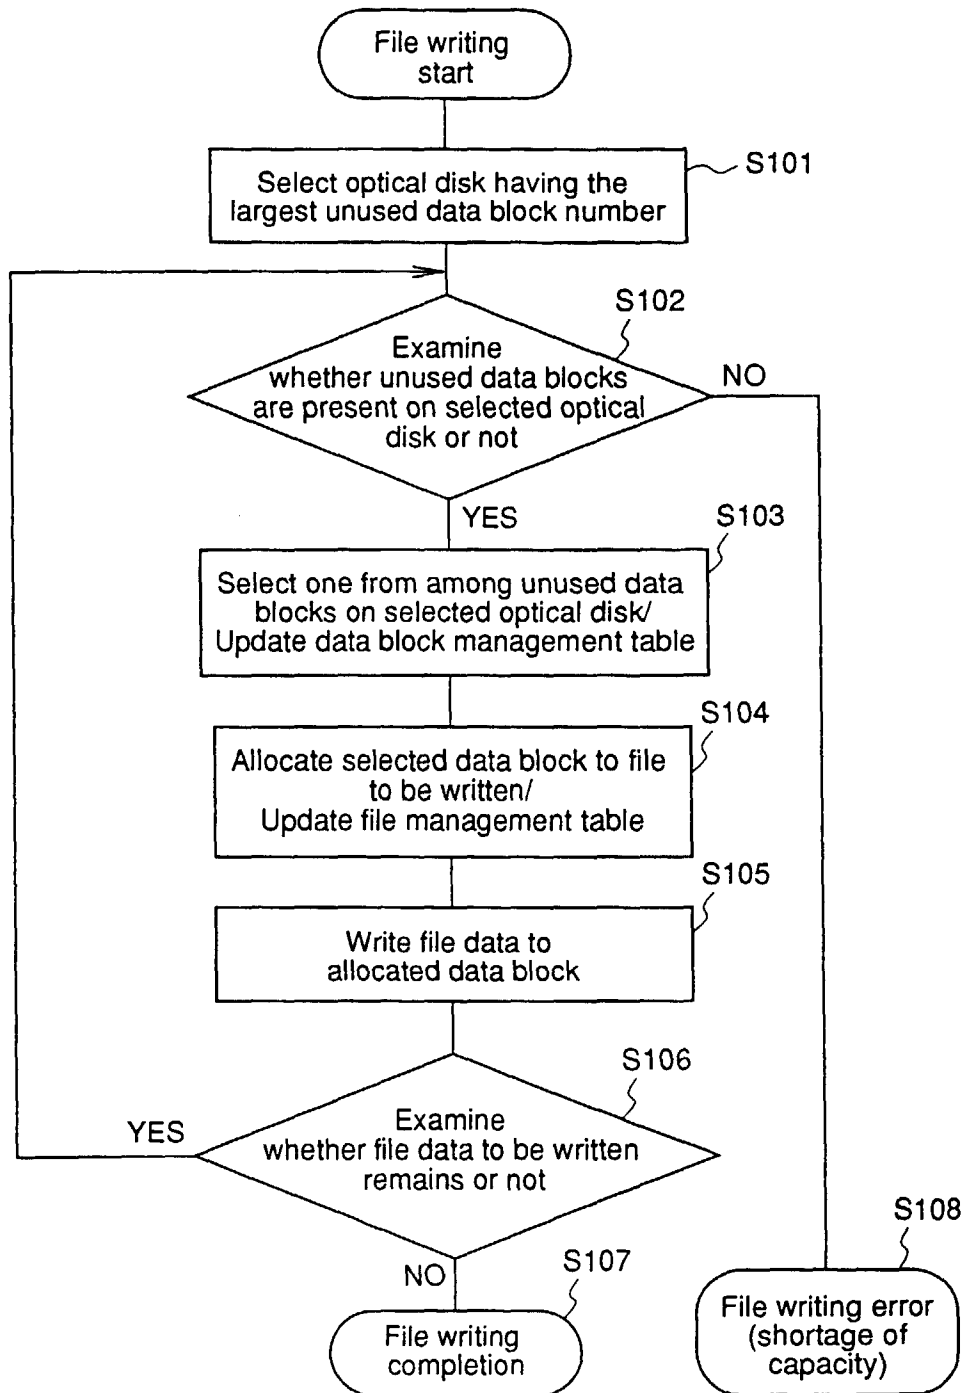 File writing
start
S101
Select optical disk having the
largest unused data block number
S102
Examine
whether unused data blocks
are present on selected optical
disk or not
NO
YES
S103
Select one from among unused data
blocks on selected optical disk/
Update data block management table
S104
Allocate selected data block to file
to be written/
Update file management table
S105
Write file data to
allocated data block
S106
Examine
whether file data to be written
remains or not
YES
NO
S107
File writing
completion
S108
File writing error
(shortage of
capacity)